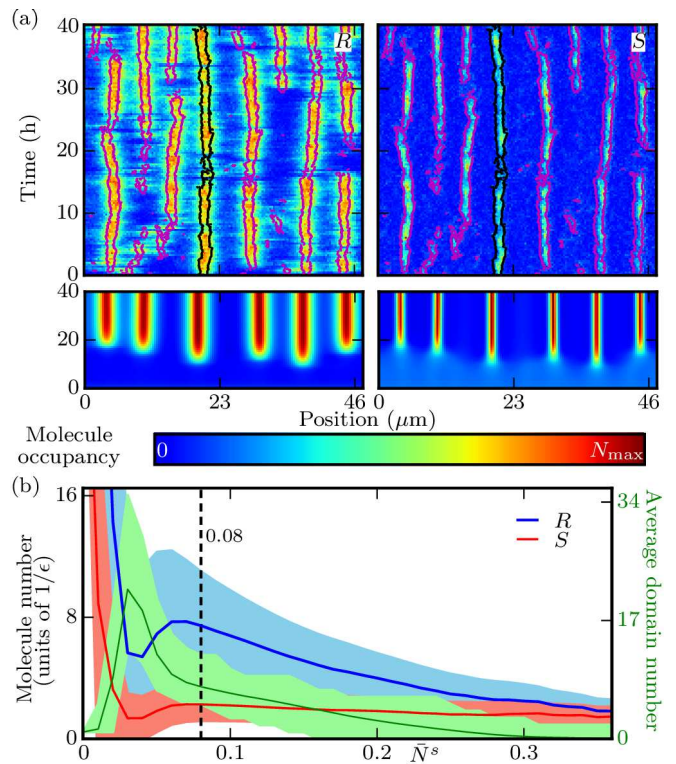 (a)
R
S
40
30
20
10
0
Time (h)
40
20
0
0
23
46
0
23
46
Position (μm)
Molecule
occupancy
0
N_max
(b)
16
8
0
Molecule number
(units of 1/ϵ)
0.08
R
S
34
17
0
Average domain number
0
0.1
0.2
0.3
N̄ˢ